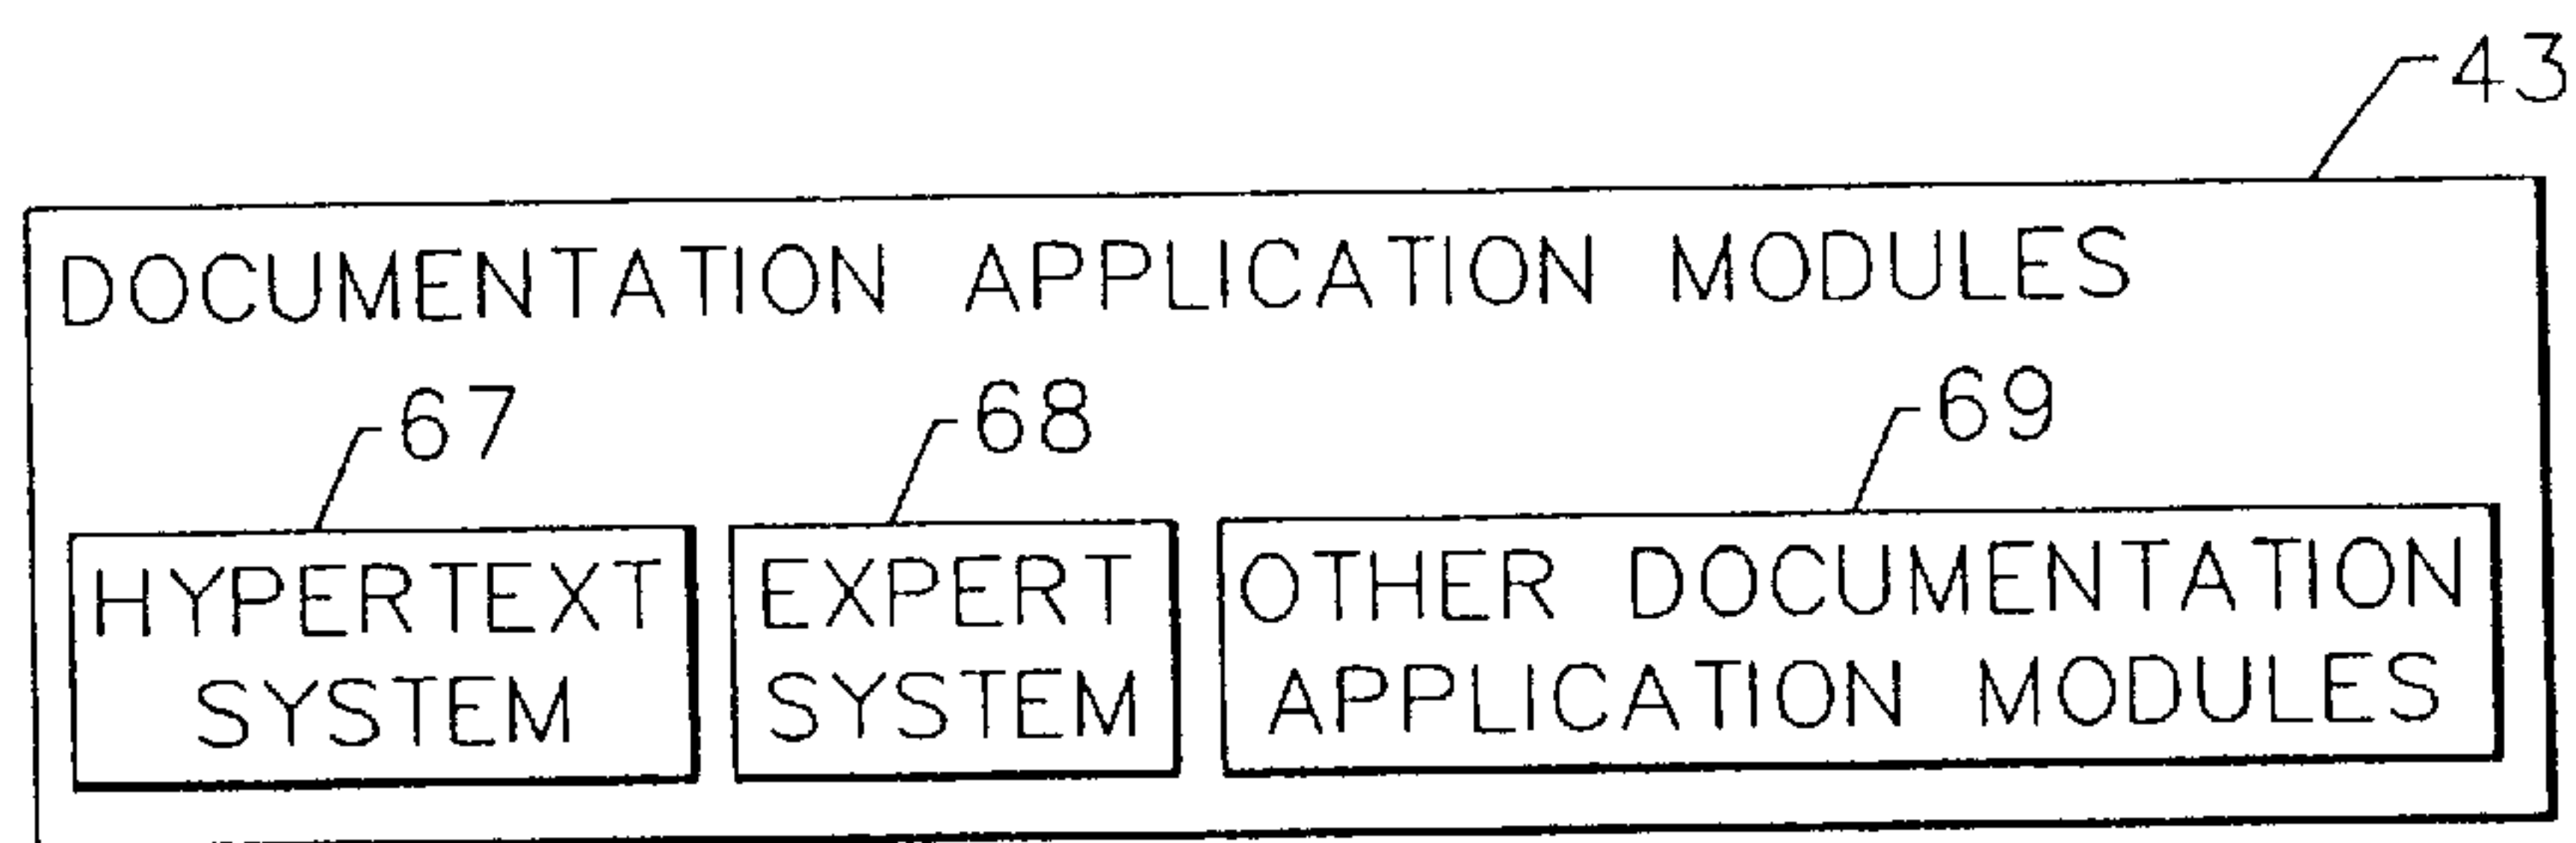 43
DOCUMENTATION APPLICATION MODULES
67 68 69
HYPERTEXT SYSTEM
EXPERT SYSTEM
OTHER DOCUMENTATION APPLICATION MODULES